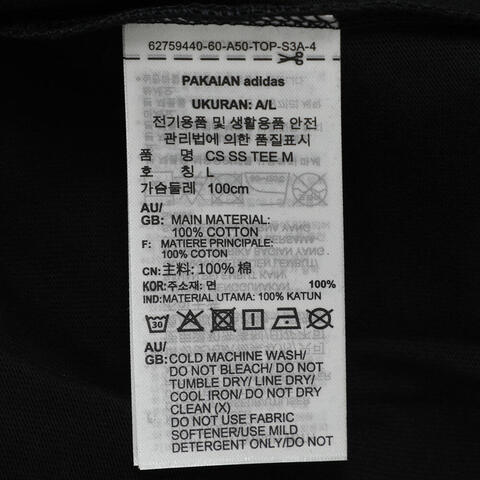 62759440-60-A50-TOP-S3A-4
PAKAIAN adidas
UKURAN: A/L
전기용품 및 생활용품 안전
관리법에 의한 품질표시
품 명 CS SS TEE M
호 칭 L
가슴둘레 100cm
AU/
GB: MAIN MATERIAL:
100% COTTON
F: MATIERE PRINCIPALE:
100% COTON
CN: 主料: 100% 棉
KOR: 주소재: 면 100%
IND: MATERIAL UTAMA: 100% KATUN
30
AU/
GB: COLD MACHINE WASH/
DO NOT BLEACH/ DO NOT
TUMBLE DRY/ LINE DRY/
COOL IRON/ DO NOT DRY
CLEAN (X)
DO NOT USE FABRIC
SOFTENER/USE MILD
DETERGENT ONLY/DO NOT